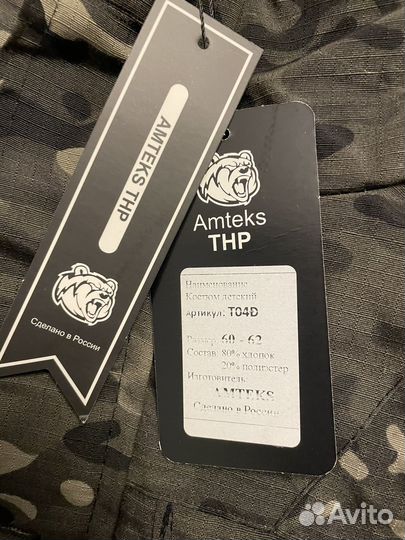 AMTEKS THP
Сделано в России
Amteks
THP
Наименование
Костюм детский
артикул: T04D
Размер 60 - 62
Состав: 80% хлопок
20% полиэстер
Изготовитель:
AMTEKS
Сделано в России
Avito